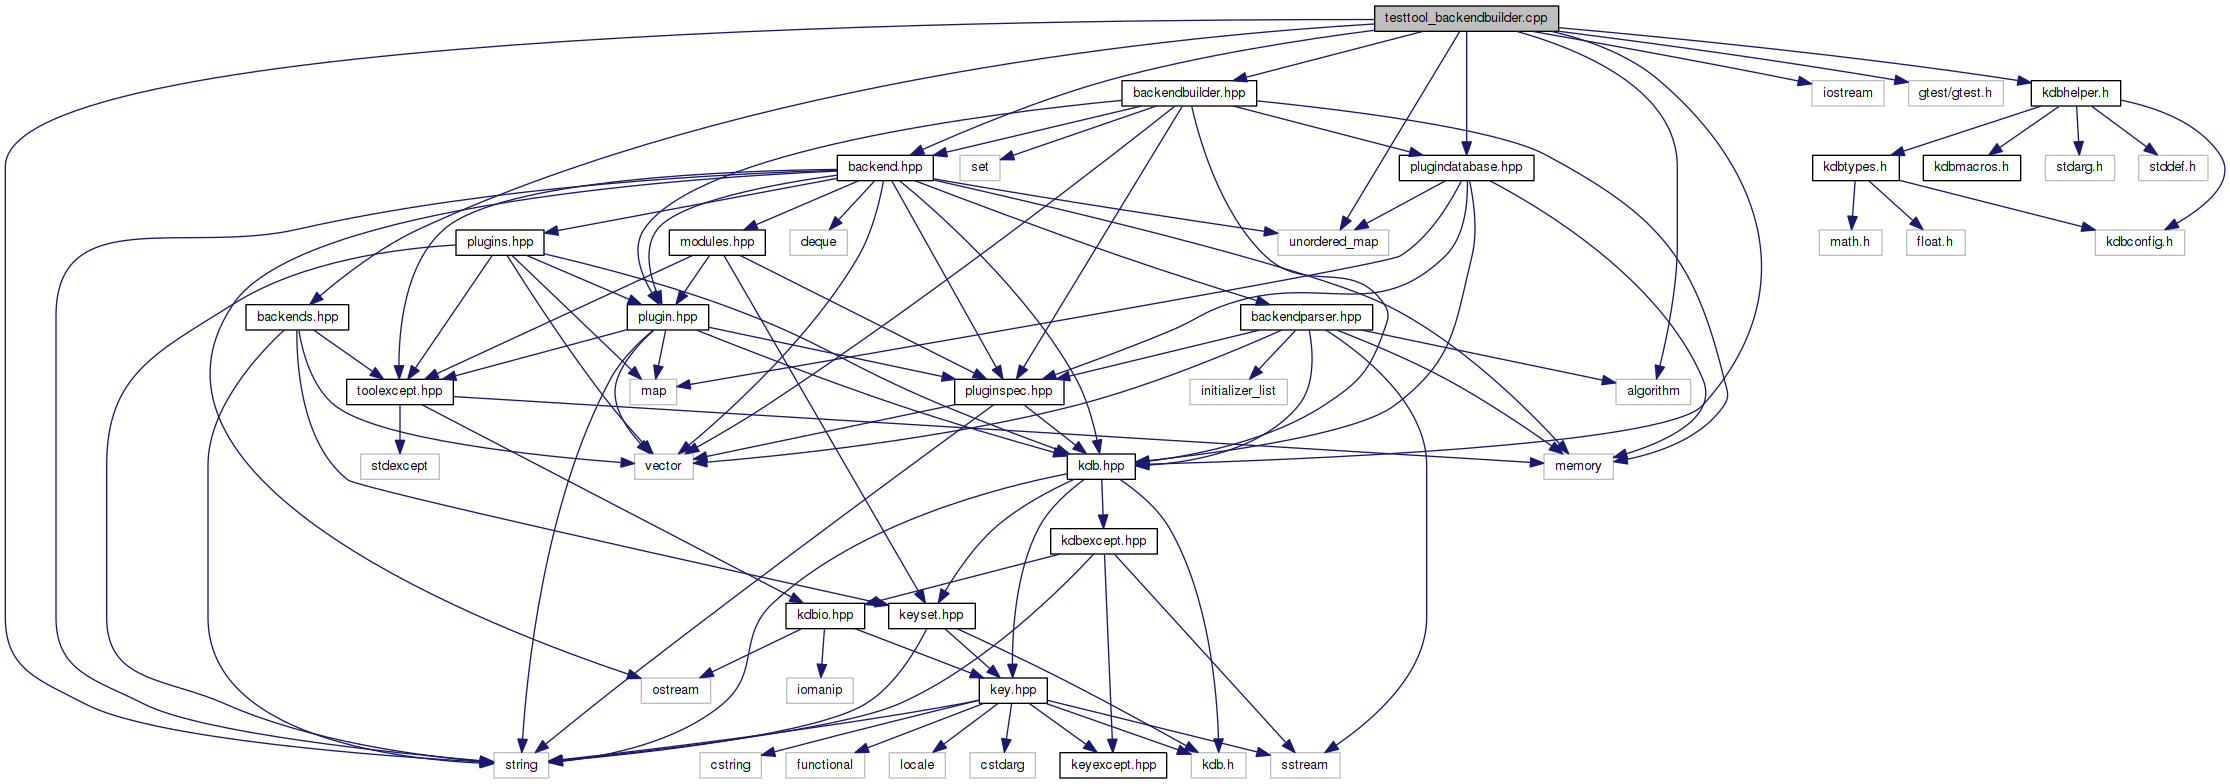 testtool_backendbuilder.cpp
backendbuilder.hpp
iostream
gtest/gtest.h
kdbhelper.h
backend.hpp
set
plugindatabase.hpp
kdbtypes.h
kdbmacros.h
stdarg.h
stddef.h
plugins.hpp
modules.hpp
deque
unordered_map
math.h
float.h
kdbconfig.h
backends.hpp
plugin.hpp
backendparser.hpp
toolexcept.hpp
map
pluginspec.hpp
initializer_list
algorithm
stdexcept
vector
kdb.hpp
memory
kdbexcept.hpp
kdbio.hpp
keyset.hpp
ostream
iomanip
key.hpp
string
cstring
functional
locale
cstdarg
keyexcept.hpp
kdb.h
sstream